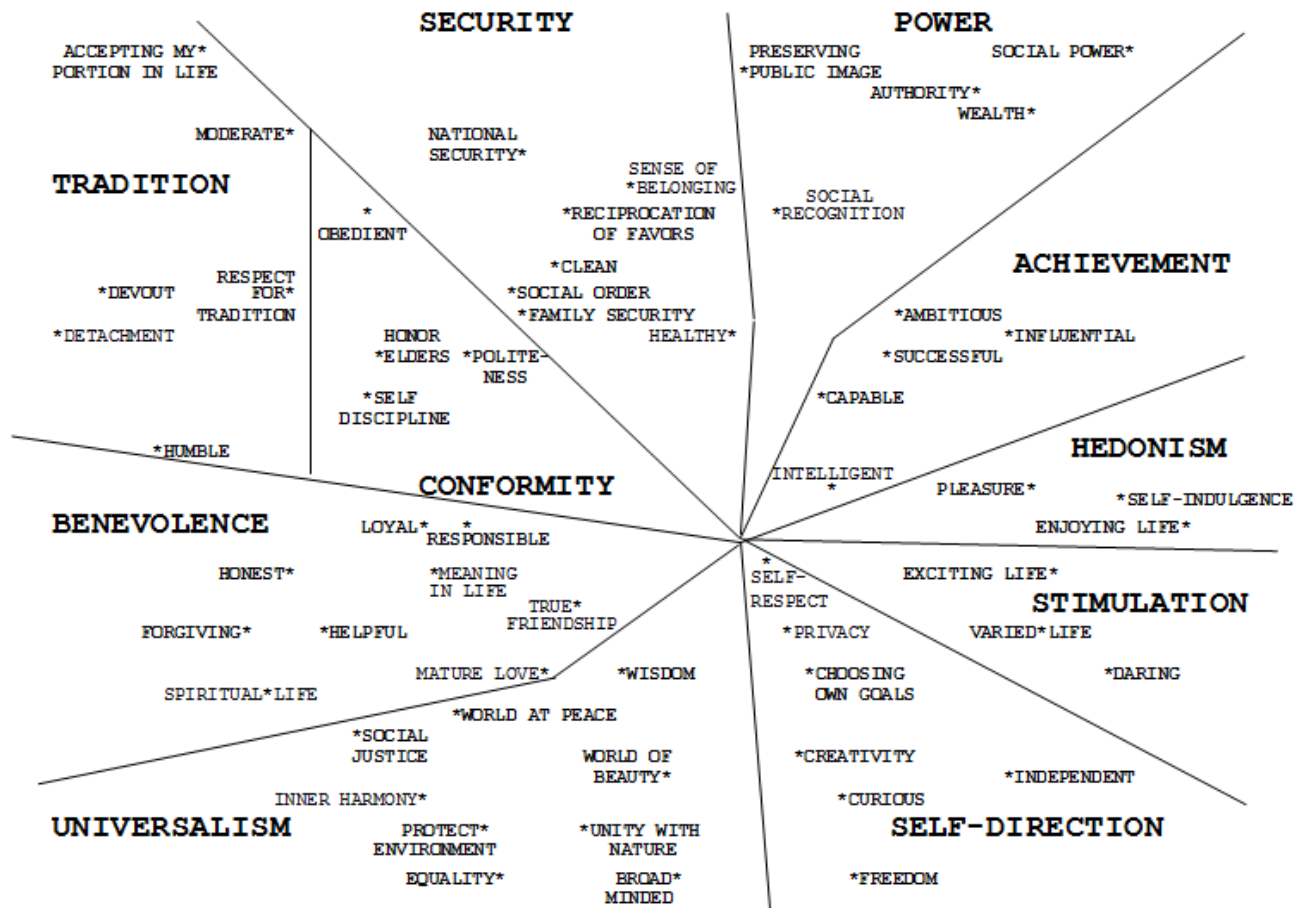 SECURITY
POWER
ACCEPTING MY*
PORTION IN LIFE
PRESERVING
*PUBLIC IMAGE
SOCIAL POWER*
AUTHORITY*
WEALTH*
MODERATE*
NATIONAL
SECURITY*
TRADITION
SENSE OF
*BELONGING
SOCIAL
*RECOGNITION
*
OBEDIENT
*RECIPROCATION
OF FAVORS
ACHIEVEMENT
*CLEAN
*DEVOUT
RESPECT
FOR*
TRADITION
*SOCIAL ORDER
*FAMILY SECURITY
HEALTHY*
*AMBITIOUS
*INFLUENTIAL
*SUCCESSFUL
*DETACHMENT
HONOR
*ELDERS
*POLITE-
NESS
*SELF
DISCIPLINE
*CAPABLE
*HUMBLE
HEDONISM
CONFORMITY
INTELLIGENT
*
PLEASURE*
*SELF-INDULGENCE
ENJOYING LIFE*
BENEVOLENCE
LOYAL*
*
RESPONSIBLE
HONEST*
*MEANING
IN LIFE
*
SELF-
RESPECT
EXCITING LIFE*
STIMULATION
TRUE*
FRIENDSHIP
FORGIVING*
*HELPFUL
*PRIVACY
VARIED*LIFE
MATURE LOVE*
*WISDOM
*CHOOSING
OWN GOALS
*DARING
SPIRITUAL*LIFE
*WORLD AT PEACE
*SOCIAL
JUSTICE
WORLD OF
BEAUTY*
*CREATIVITY
*INDEPENDENT
INNER HARMONY*
*CURIOUS
UNIVERSALISM
PROTECT*
ENVIRONMENT
*UNITY WITH
NATURE
SELF-DIRECTION
EQUALITY*
BROAD*
MINDED
*FREEDOM